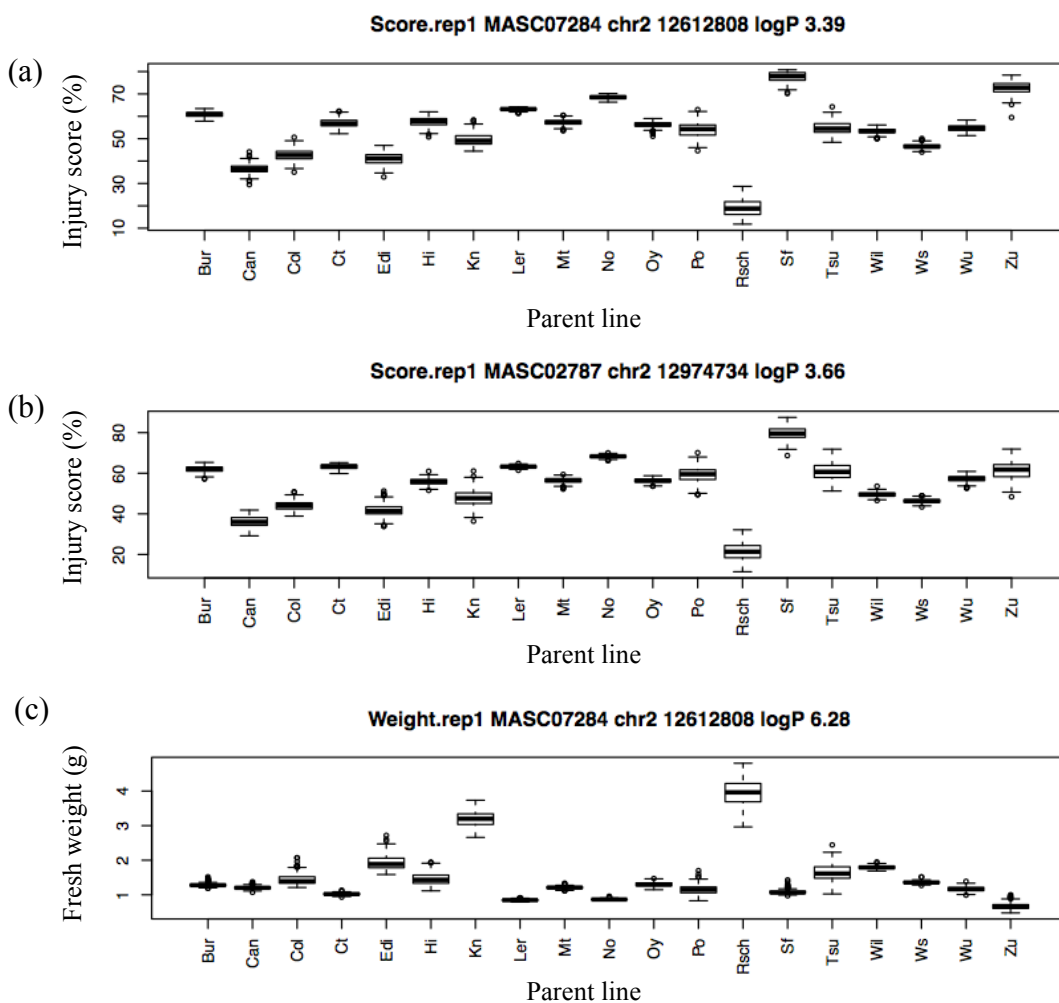 Score.rep1 MASC07284 chr2 12612808 logP 3.39
(a)
Injury score (%)
70
50
30
10
Bur Can Col Ct Edi Hi Kn Ler Mt No Oy Po Rsch Sf Tsu Wil Ws Wu Zu
Parent line
Score.rep1 MASC02787 chr2 12974734 logP 3.66
(b)
Injury score (%)
80
60
40
20
Bur Can Col Ct Edi Hi Kn Ler Mt No Oy Po Rsch Sf Tsu Wil Ws Wu Zu
Parent line
(c)
Weight.rep1 MASC07284 chr2 12612808 logP 6.28
Fresh weight (g)
4
3
2
1
Bur Can Col Ct Edi Hi Kn Ler Mt No Oy Po Rsch Sf Tsu Wil Ws Wu Zu
Parent line